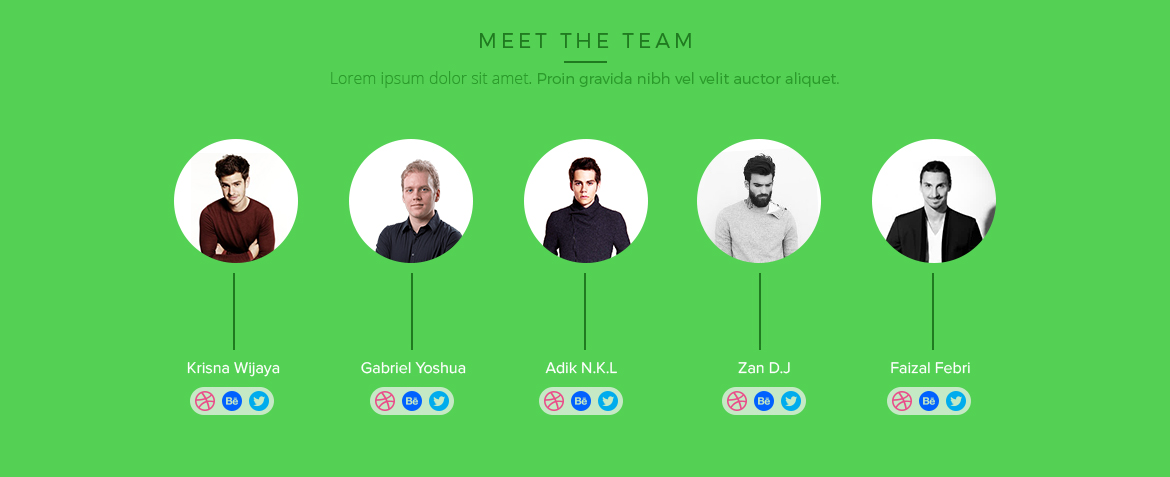 MEET THE TEAM
Lorem ipsum dolor sit amet. Proin gravida nibh vel velit auctor aliquet.
Krisna Wijaya
Gabriel Yoshua
Adik N.K.L
Zan D.J
Faizal Febri
Bē
Bē
Bē
Bē
Bē